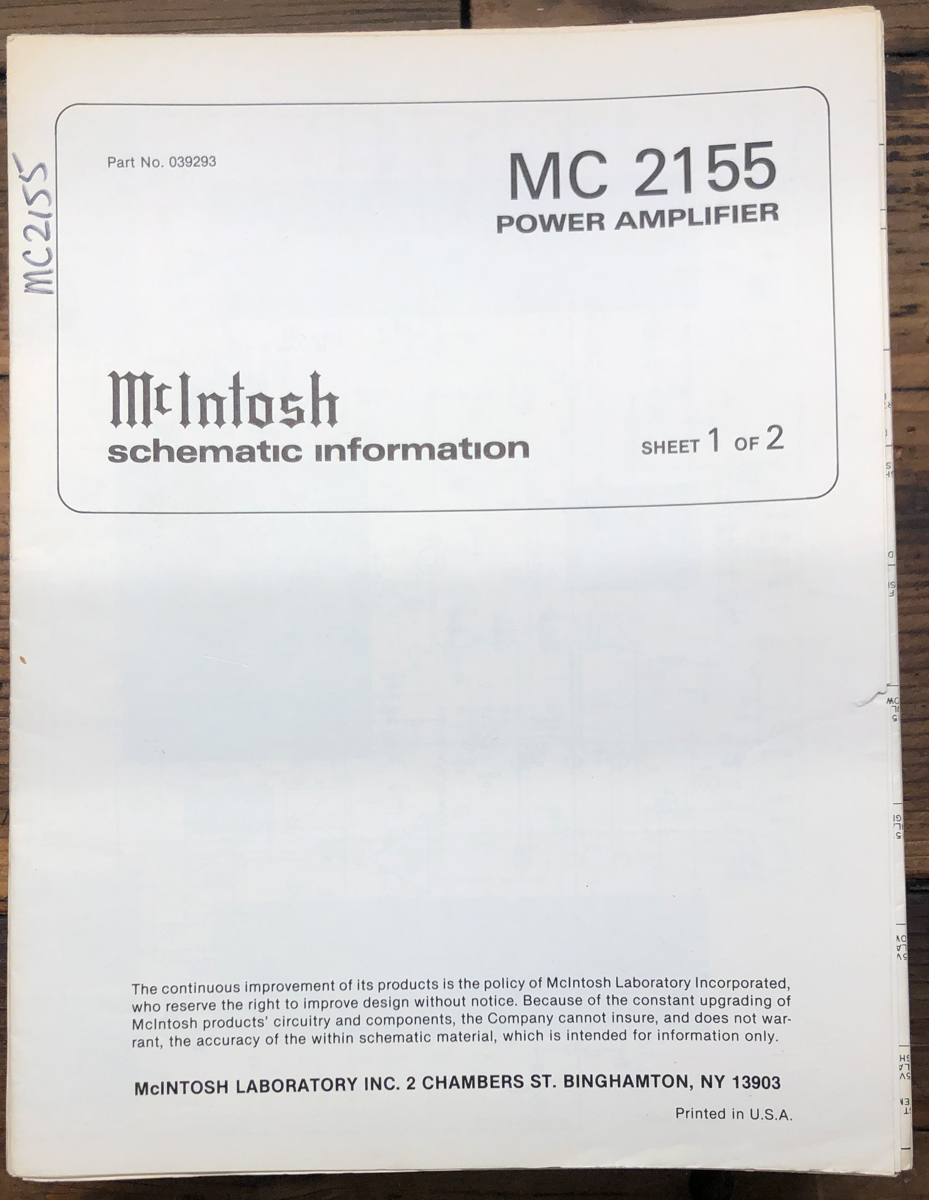 MC2155
Part No. 039293
MC 2155
POWER AMPLIFIER
McIntosh
schematic information
SHEET 1 OF 2
The continuous improvement of its products is the policy of McIntosh Laboratory Incorporated,
who reserve the right to improve design without notice. Because of the constant upgrading of
McIntosh products' circuitry and components, the Company cannot insure, and does not war-
rant, the accuracy of the within schematic material, which is intended for information only.
McINTOSH LABORATORY INC. 2 CHAMBERS ST. BINGHAMTON, NY 13903
Printed in U.S.A.